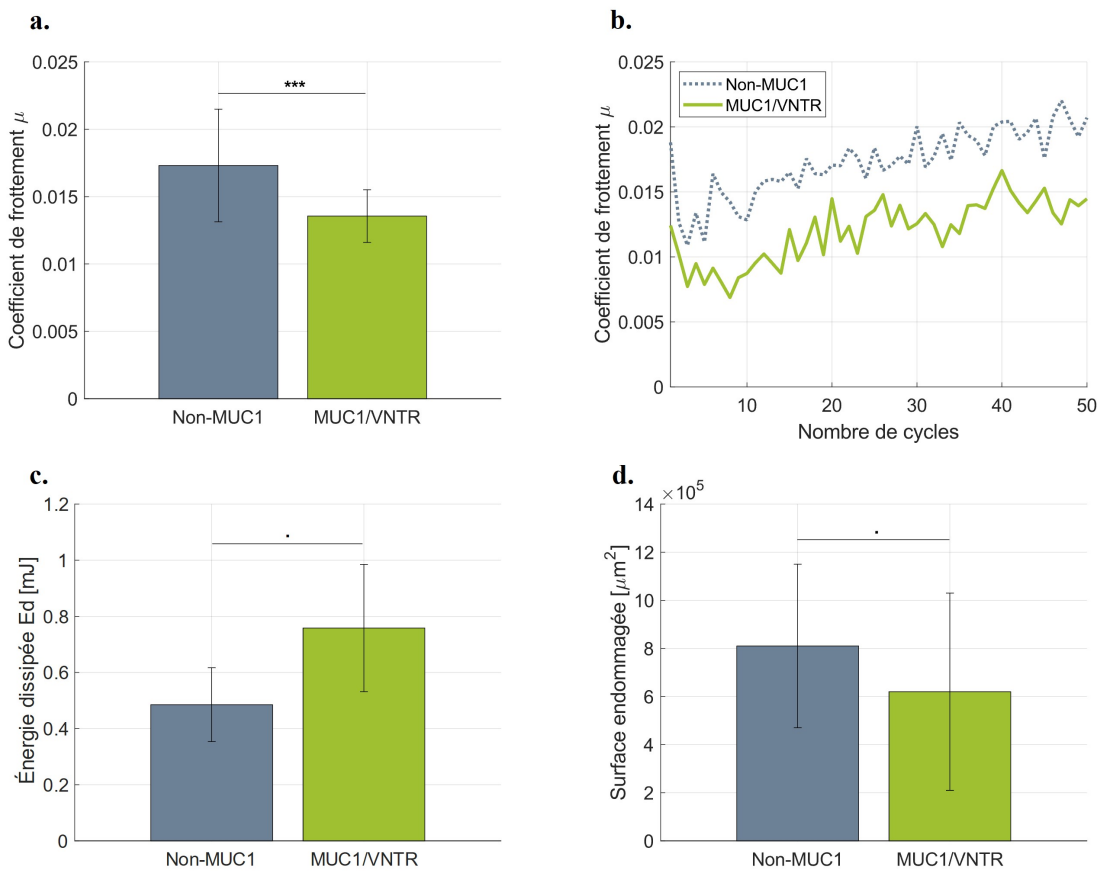 a.
Coefficient de frottement μ
0.025
0.02
0.015
0.01
0.005
0
***
Non-MUC1
MUC1/VNTR
b.
Coefficient de frottement μ
0.025
0.02
0.015
0.01
0.005
0
Non-MUC1
MUC1/VNTR
10
20
30
40
50
Nombre de cycles
c.
Énergie dissipée Ed [mJ]
1.2
1
0.8
0.6
0.4
0.2
0
.
Non-MUC1
MUC1/VNTR
d.
×10⁵
Surface endommagée [μm²]
14
12
10
8
6
4
2
0
.
Non-MUC1
MUC1/VNTR